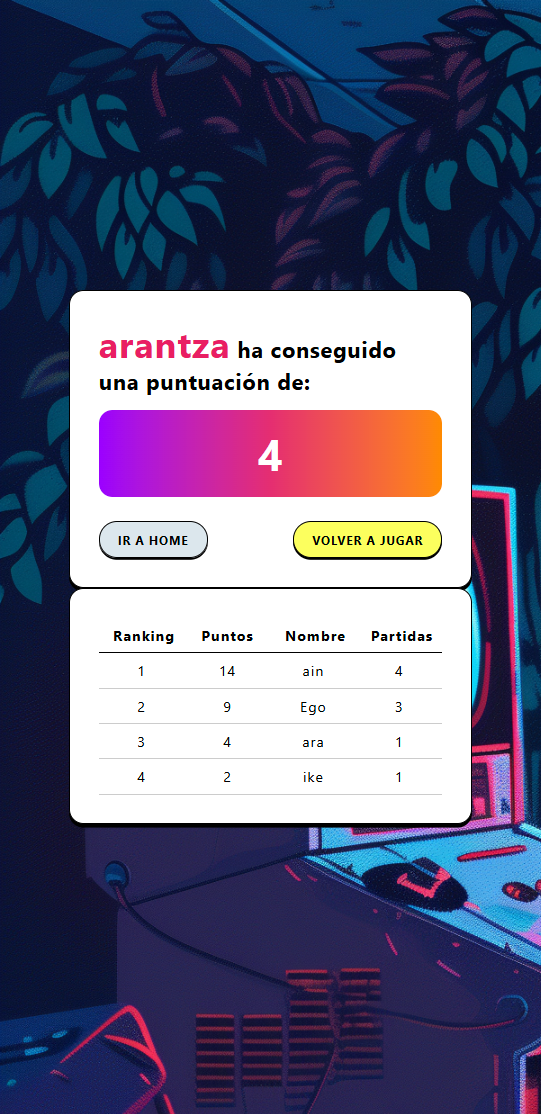 arantza ha conseguido
una puntuación de:
4
IR A HOME VOLVER A JUGAR
Ranking Puntos Nombre Partidas
1 14 ain 4
2 9 Ego 3
3 4 ara 1
4 2 ike 1